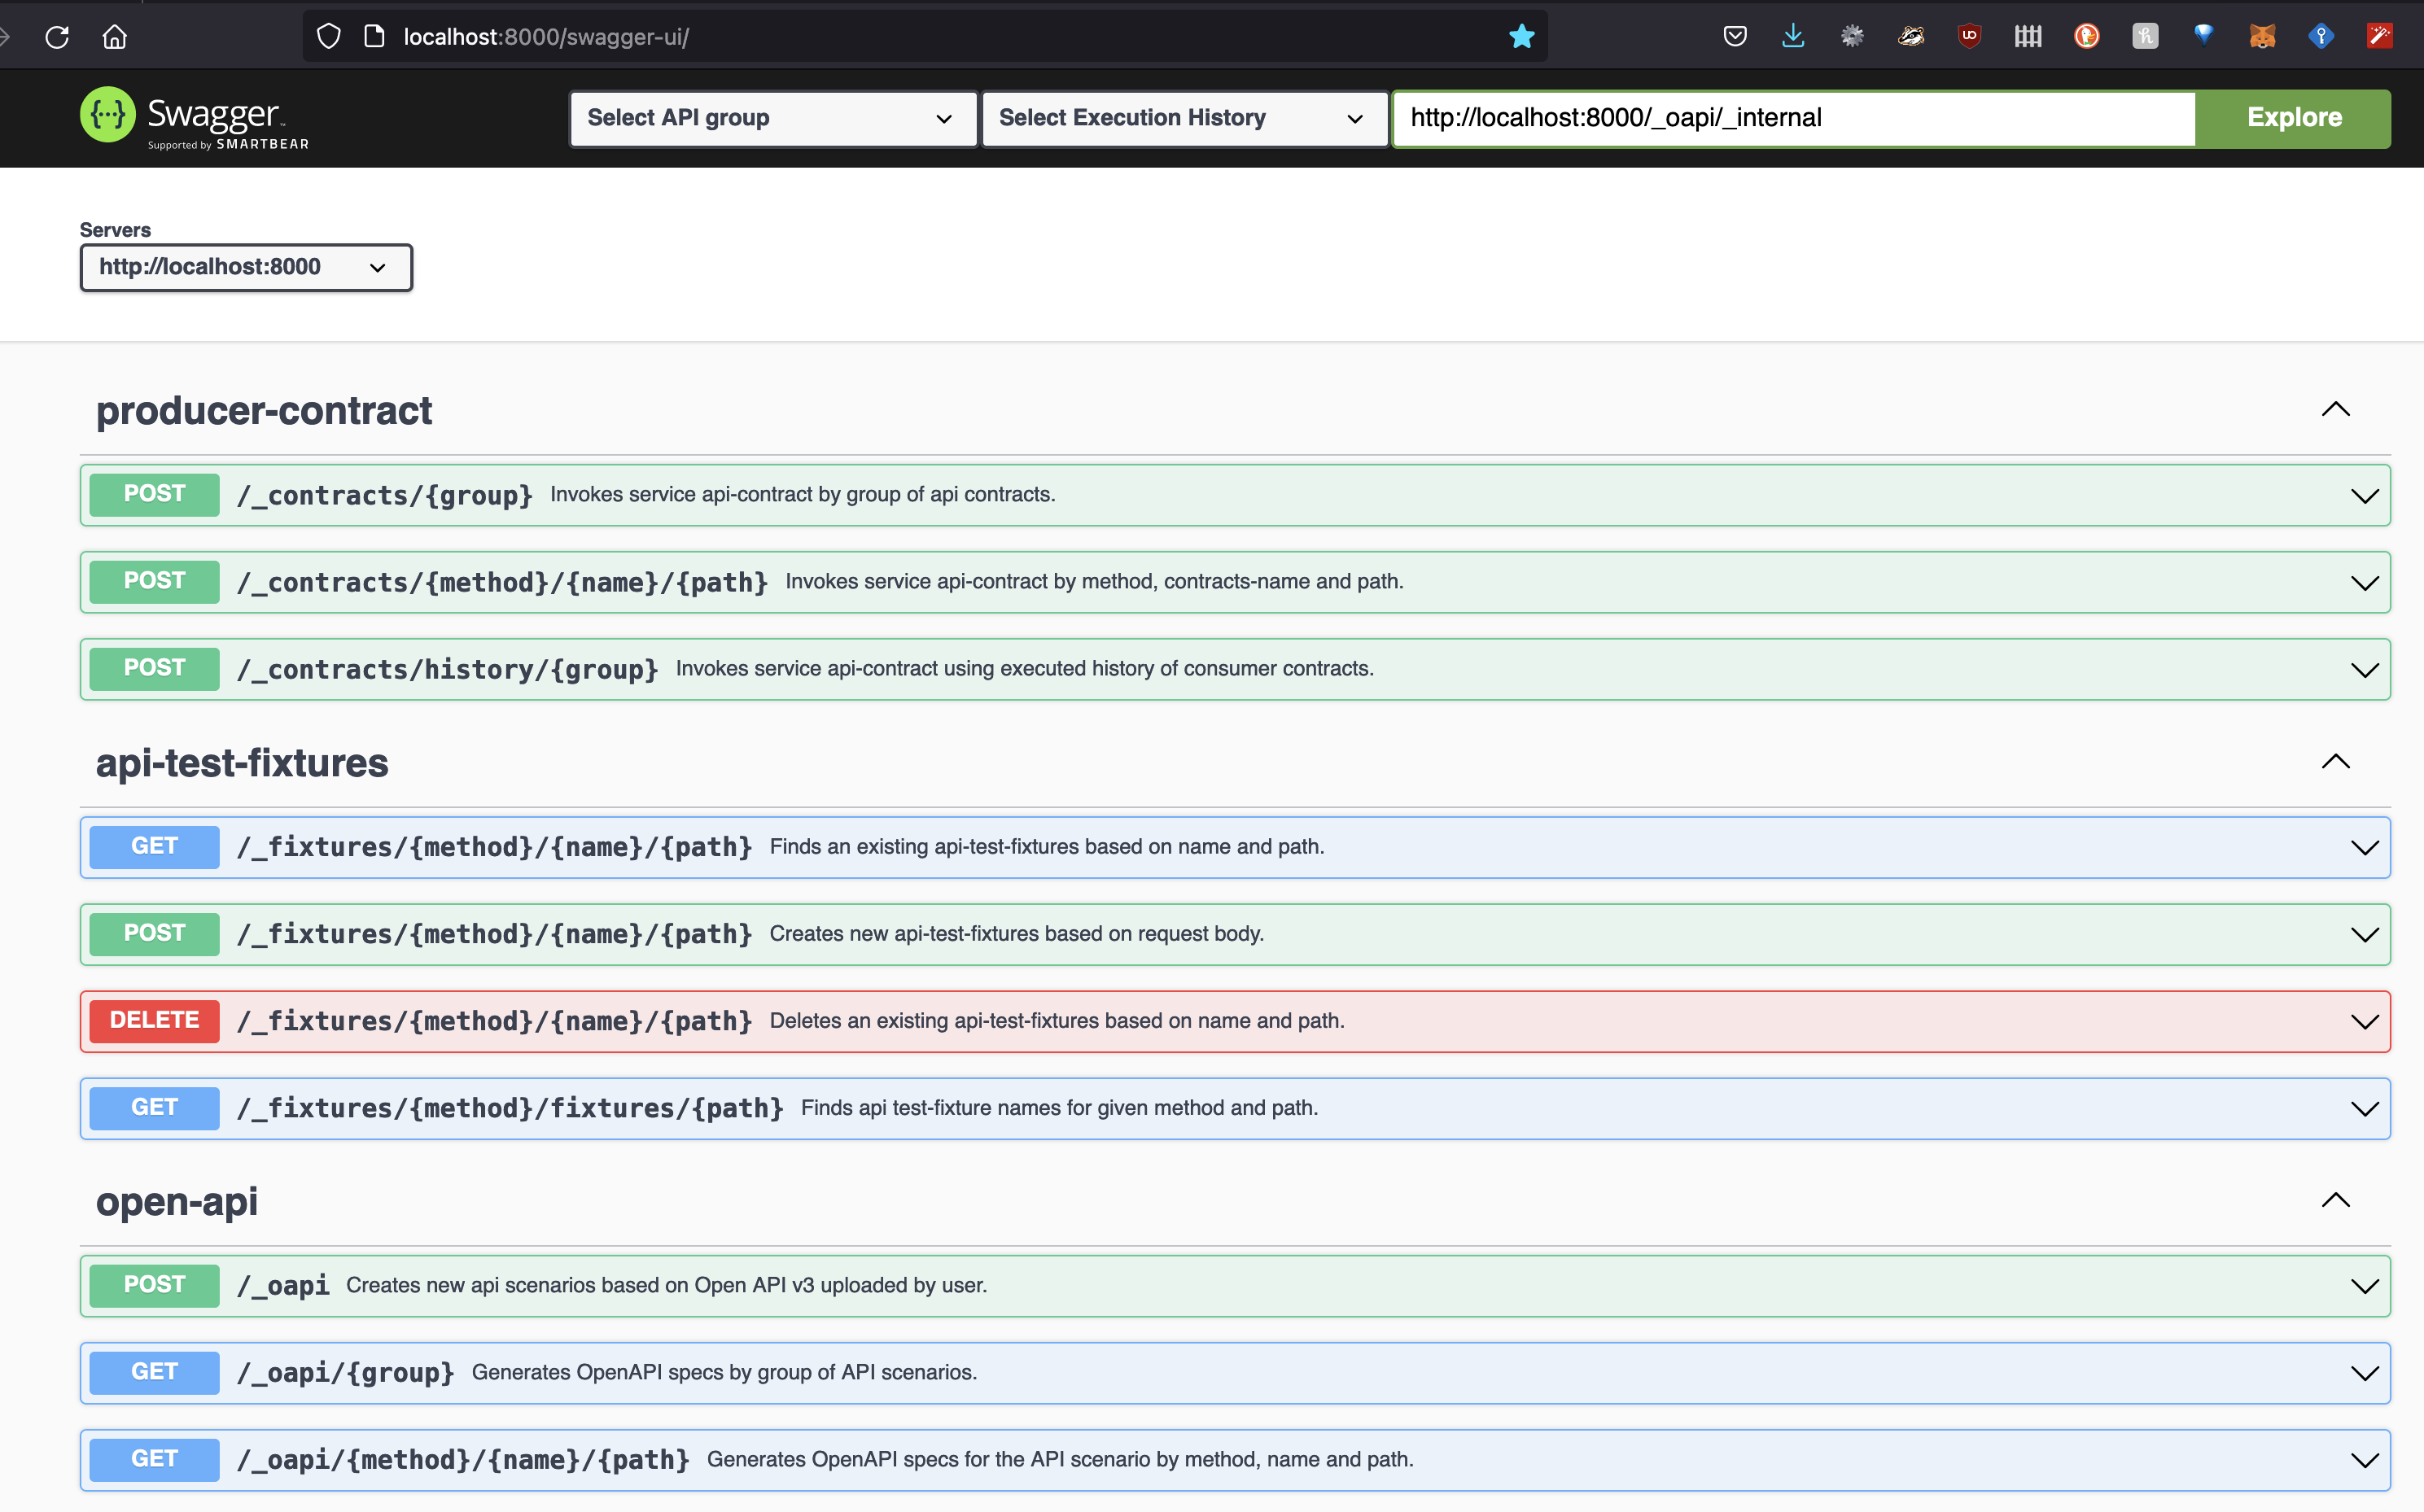 localhost:8000/swagger-ui/
Swagger™
Supported by SMARTBEAR
Select API group
Select Execution History
http://localhost:8000/_oapi/_internal
Explore
Servers
http://localhost:8000
producer-contract
POST /_contracts/{group} Invokes service api-contract by group of api contracts.
POST /_contracts/{method}/{name}/{path} Invokes service api-contract by method, contracts-name and path.
POST /_contracts/history/{group} Invokes service api-contract using executed history of consumer contracts.
api-test-fixtures
GET /_fixtures/{method}/{name}/{path} Finds an existing api-test-fixtures based on name and path.
POST /_fixtures/{method}/{name}/{path} Creates new api-test-fixtures based on request body.
DELETE /_fixtures/{method}/{name}/{path} Deletes an existing api-test-fixtures based on name and path.
GET /_fixtures/{method}/fixtures/{path} Finds api test-fixture names for given method and path.
open-api
POST /_oapi Creates new api scenarios based on Open API v3 uploaded by user.
GET /_oapi/{group} Generates OpenAPI specs by group of API scenarios.
GET /_oapi/{method}/{name}/{path} Generates OpenAPI specs for the API scenario by method, name and path.